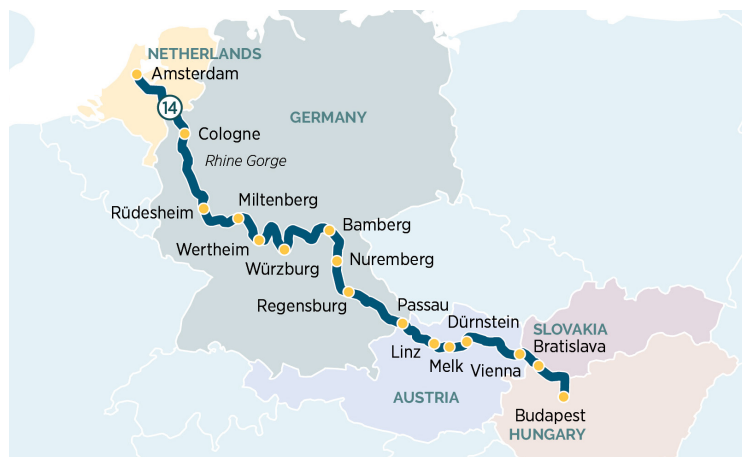 NETHERLANDS
Amsterdam
14
GERMANY
Cologne
Rhine Gorge
Miltenberg
Rüdesheim
Bamberg
Wertheim
Würzburg
Nuremberg
Regensburg
Passau
Dürnstein
SLOVAKIA
Bratislava
Linz
Melk
Vienna
AUSTRIA
Budapest
HUNGARY